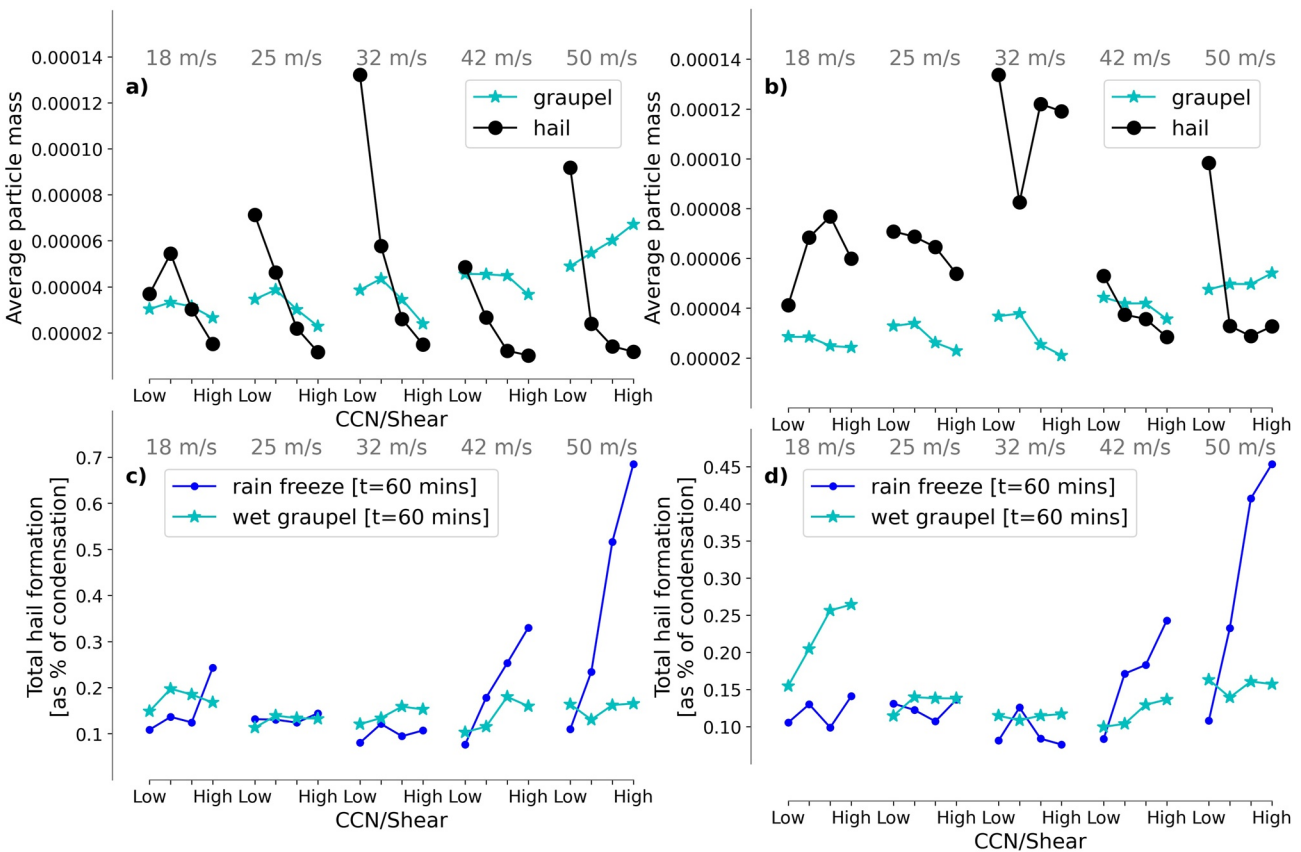 18 m/s 25 m/s 32 m/s 42 m/s 50 m/s
a)
graupel
hail
0.00014
0.00012
0.00010
0.00008
0.00006
0.00004
0.00002
Average particle mass
Low High Low High Low High Low High Low High
CCN/Shear
18 m/s 25 m/s 32 m/s 42 m/s 50 m/s
b)
graupel
hail
0.00014
0.00012
0.00010
0.00008
0.00006
0.00004
0.00002
Average particle mass
Low High Low High Low High Low High Low High
18 m/s 25 m/s 32 m/s 42 m/s 50 m/s
c)
rain freeze [t=60 mins]
wet graupel [t=60 mins]
0.7
0.6
0.5
0.4
0.3
0.2
0.1
Total hail formation
[as % of condensation]
Low High Low High Low High Low High Low High
CCN/Shear
18 m/s 25 m/s 32 m/s 42 m/s 50 m/s
d)
rain freeze [t=60 mins]
wet graupel [t=60 mins]
0.45
0.40
0.35
0.30
0.25
0.20
0.15
0.10
Total hail formation
[as % of condensation]
Low High Low High Low High Low High Low High
CCN/Shear